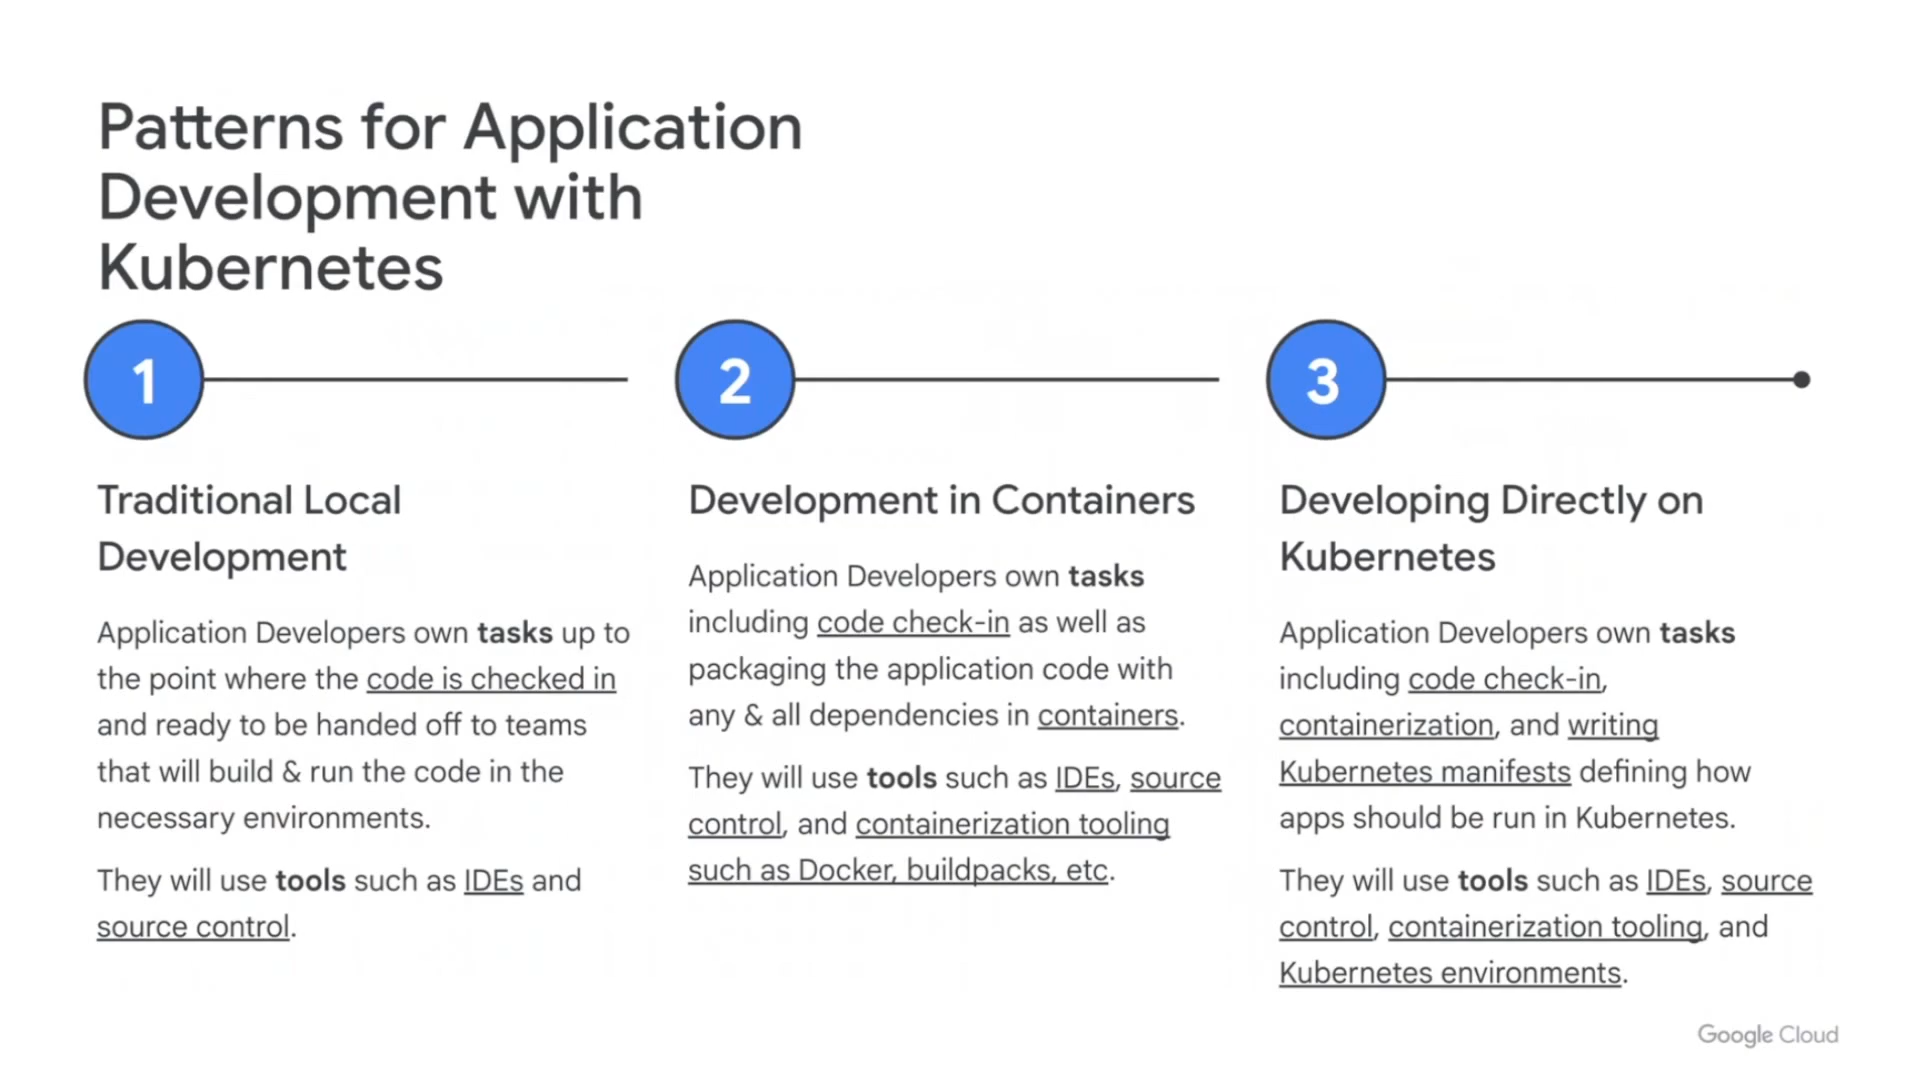 Patterns for Application
Development with
Kubernetes
1
2
3
Traditional Local
Development
Application Developers own tasks up to
the point where the code is checked in
and ready to be handed off to teams
that will build & run the code in the
necessary environments.
They will use tools such as IDEs and
source control.
Development in Containers
Application Developers own tasks
including code check-in as well as
packaging the application code with
any & all dependencies in containers.
They will use tools such as IDEs, source
control, and containerization tooling
such as Docker, buildpacks, etc.
Developing Directly on
Kubernetes
Application Developers own tasks
including code check-in,
containerization, and writing
Kubernetes manifests defining how
apps should be run in Kubernetes.
They will use tools such as IDEs, source
control, containerization tooling, and
Kubernetes environments.
Google Cloud